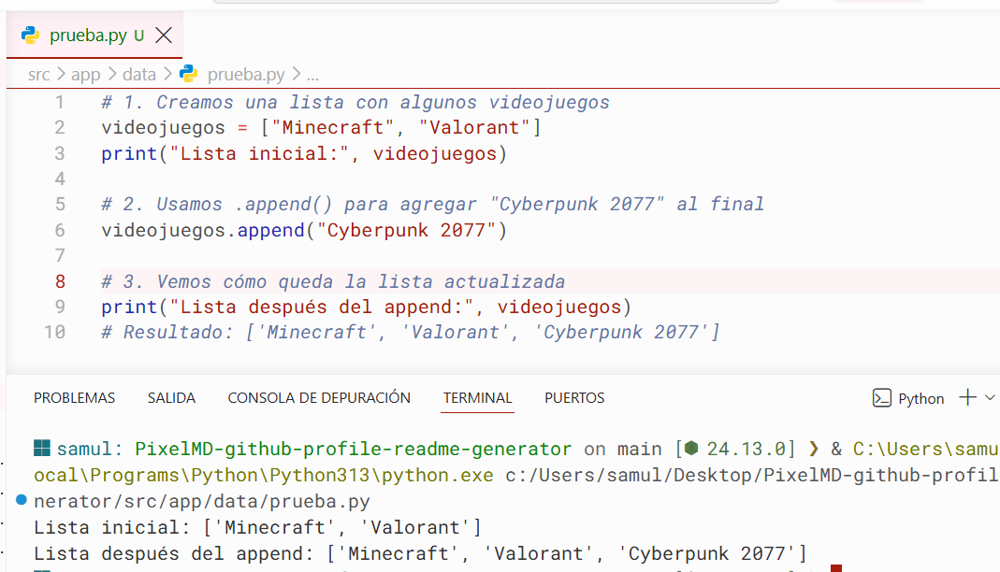 prueba.py U
src > app > data > prueba.py > ...
1 # 1. Creamos una lista con algunos videojuegos
2 videojuegos = ["Minecraft", "Valorant"]
3 print("Lista inicial:", videojuegos)
4
5 # 2. Usamos .append() para agregar "Cyberpunk 2077" al final
6 videojuegos.append("Cyberpunk 2077")
7
8 # 3. Vemos cómo queda la lista actualizada
9 print("Lista después del append:", videojuegos)
10 # Resultado: ['Minecraft', 'Valorant', 'Cyberpunk 2077']
PROBLEMAS SALIDA CONSOLA DE DEPURACIÓN TERMINAL PUERTOS Python
samul: PixelMD-github-profile-readme-generator on main [⬢ 24.13.0] ❯ & C:\Users\samu
ocal\Programs\Python\Python313\python.exe c:/Users/samul/Desktop/PixelMD-github-profil
nerator/src/app/data/prueba.py
Lista inicial: ['Minecraft', 'Valorant']
Lista después del append: ['Minecraft', 'Valorant', 'Cyberpunk 2077']